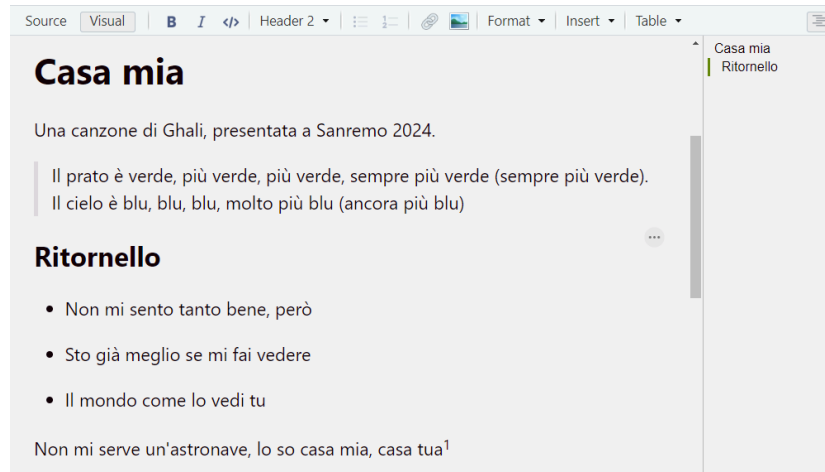 Source Visual B I </> Header 2 Format Insert Table
Casa mia
Ritornello
Casa mia
Una canzone di Ghali, presentata a Sanremo 2024.
Il prato è verde, più verde, più verde, sempre più verde (sempre più verde).
Il cielo è blu, blu, blu, molto più blu (ancora più blu)
Ritornello
• Non mi sento tanto bene, però
• Sto già meglio se mi fai vedere
• Il mondo come lo vedi tu
Non mi serve un'astronave, lo so casa mia, casa tua¹